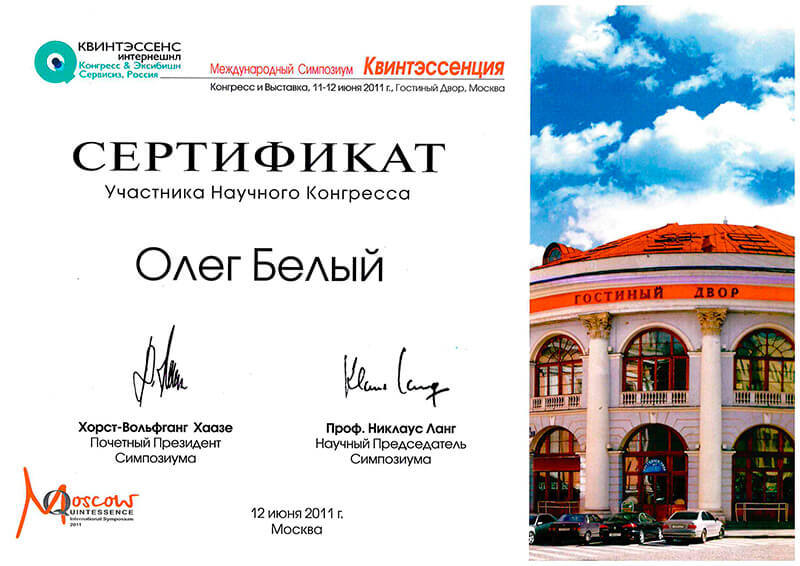 КВИНТЭССЕНС
интернешнл
Конгресс & Эксибишн
Сервисиз, Россия
Международный Симпозиум Квинтэссенция
Конгресс и Выставка, 11-12 июня 2011 г., Гостиный Двор, Москва
СЕРТИФИКАТ
Участника Научного Конгресса
Олег Белый
ГОСТИНЫЙ ДВОР
Хорст-Вольфганг Хаазе
Почетный Президент
Симпозиума
Проф. Никлаус Ланг
Научный Председатель
Симпозиума
Moscow
QUINTESSENCE
International Symposium
2011
12 июня 2011 г.
Москва